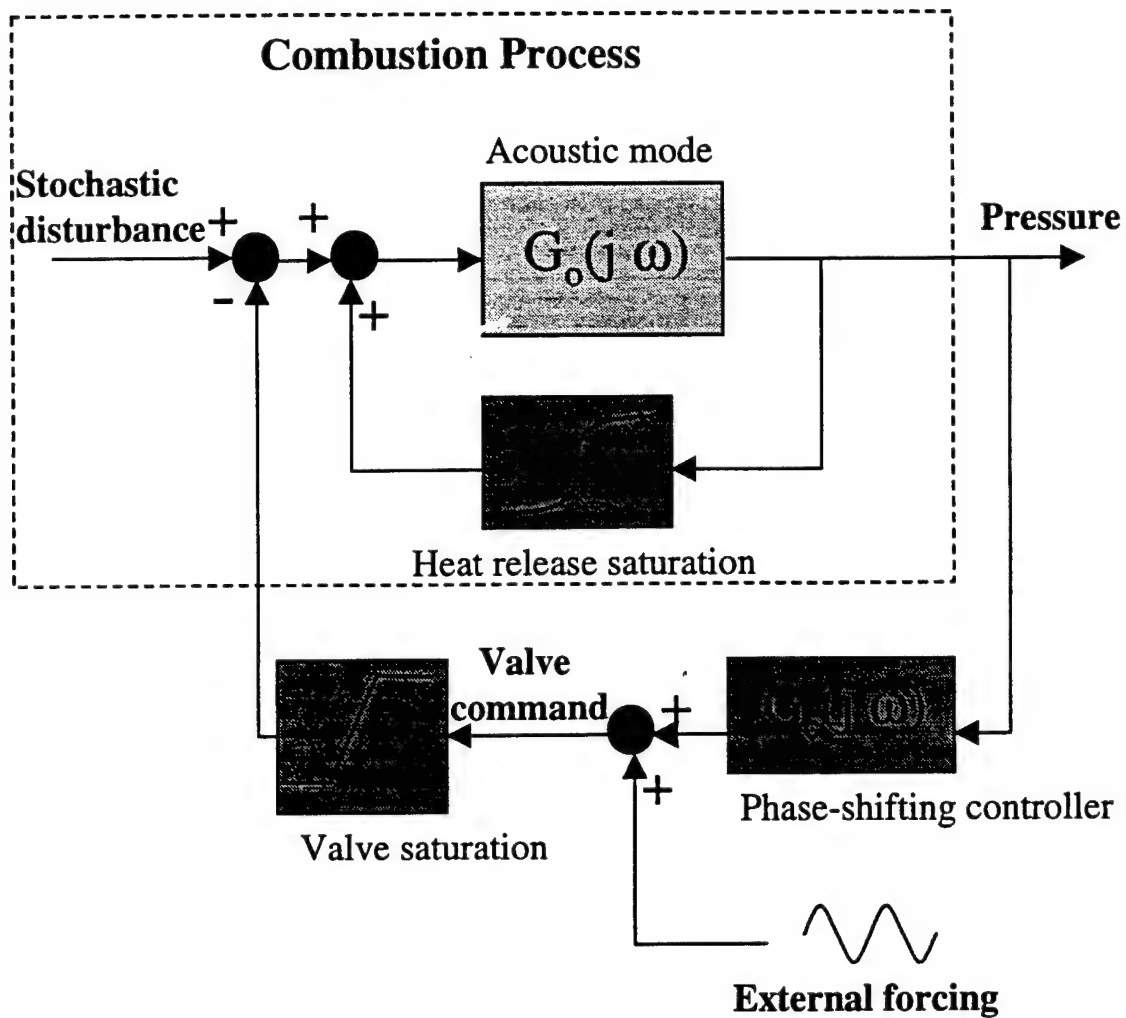 Combustion Process
Acoustic mode
Stochastic
disturbance
+
+
Pressure
G₀(j ω)
-
+
Heat release saturation
Valve
command
+
+
Phase-shifting controller
Valve saturation
External forcing